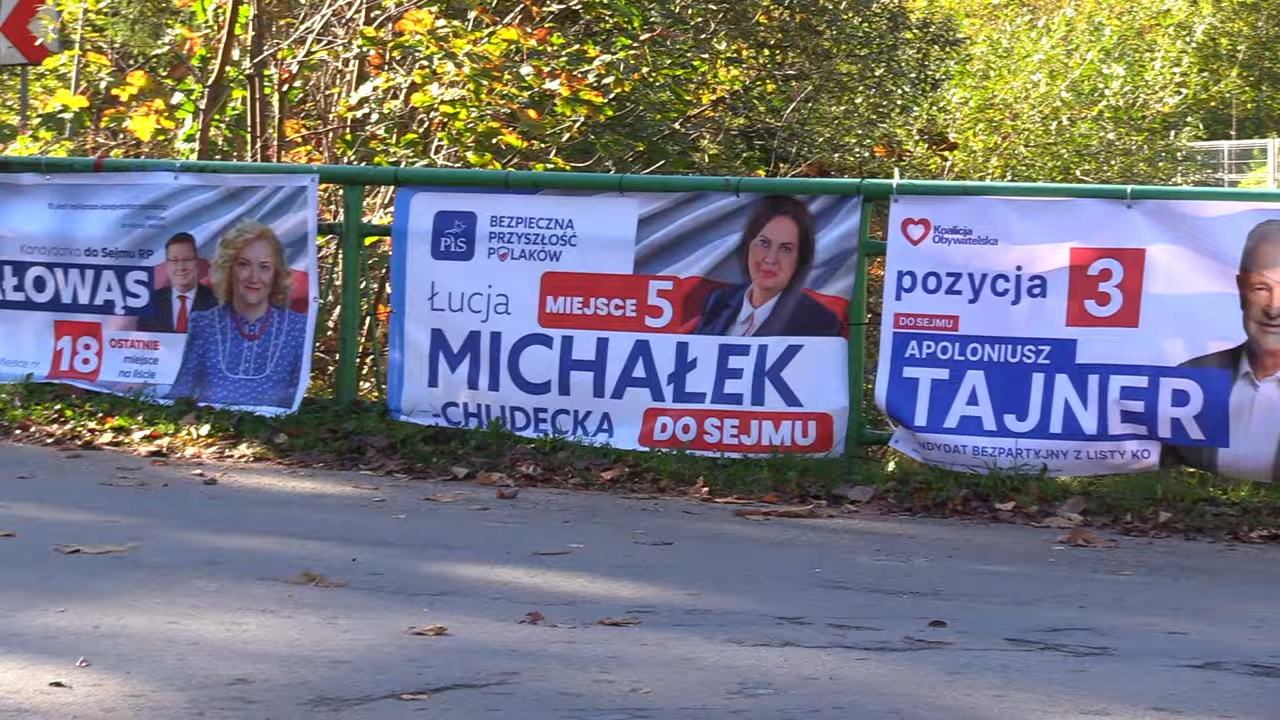 Kandydatka do Sejmu RP
ŁOWĄS
18
OSTATNIE
miejsce
na liście
PiS
BEZPIECZNA
PRZYSZŁOŚĆ
POLAKÓW
Łucja
MIEJSCE 5
MICHAŁEK
-CHUDECKA
DO SEJMU
Koalicja
Obywatelska
pozycja 3
DO SEJMU
APOLONIUSZ
TAJNER
NDYDAT BEZPARTYJNY Z LISTY KO